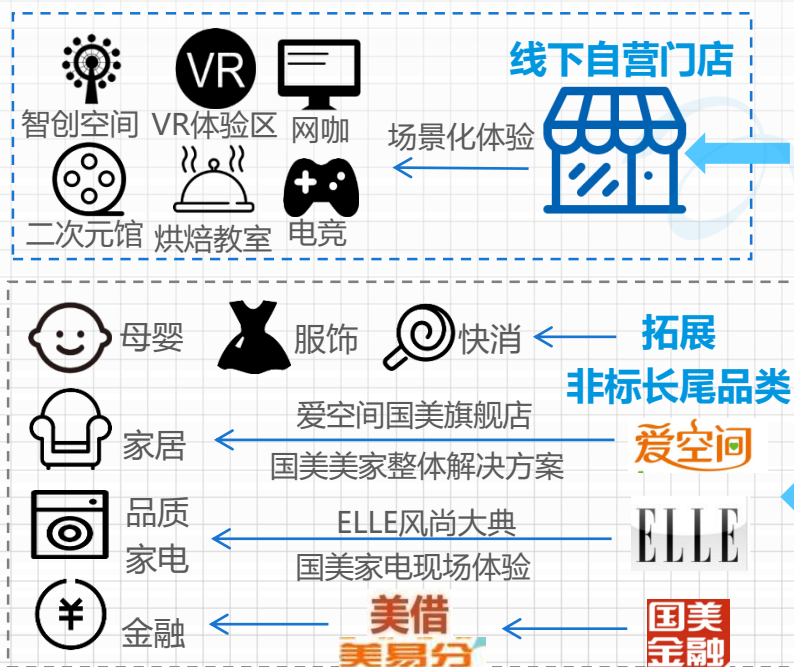 线下自营门店
VR
智创空间 VR体验区 网咖
场景化体验
二次元馆 烘焙教室 电竞
母婴 服饰 快消
拓展
非标长尾品类
爱空间国美旗舰店
家居
爱空间
国美美家整体解决方案
品质
家电
ELLE风尚大典
ELLE
国美家电现场体验
¥
金融
美借
美易分
国美
金融